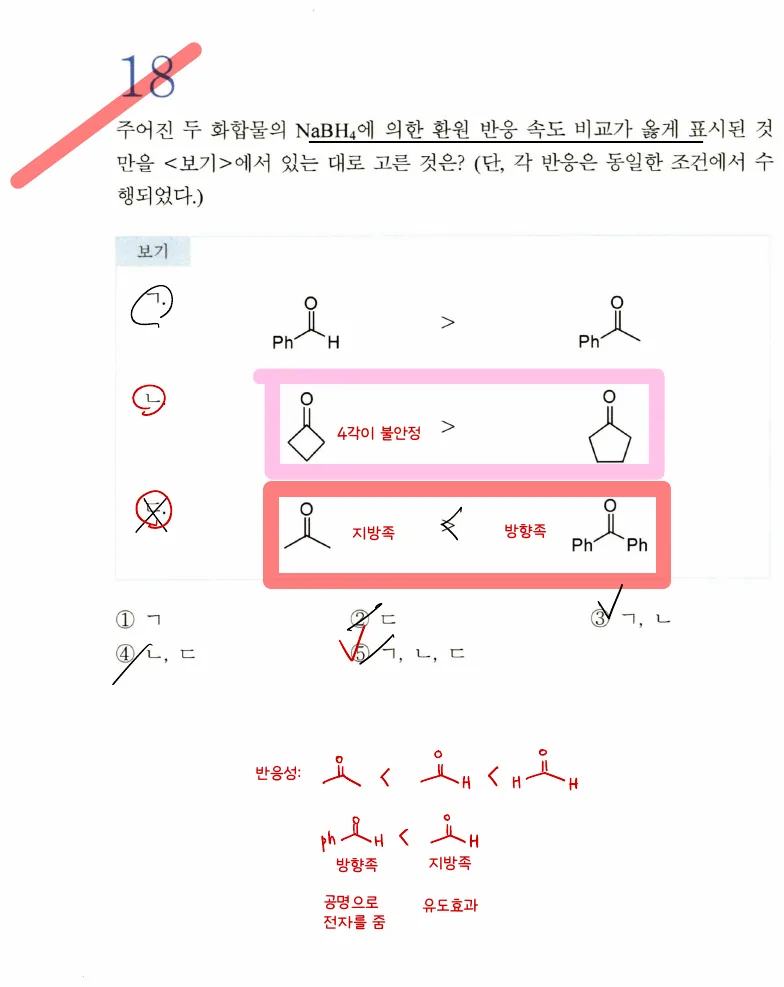 18
주어진 두 화합물의 NaBH4에 의한 환원 반응 속도 비교가 옳게 표시된 것
만을 <보기>에서 있는 대로 고른 것은? (단, 각 반응은 동일한 조건에서 수
행되었다.)
보기
ㄱ.
O
Ph H
>
O
Ph
ㄴ
O
4각이 불안정
>
O
ㄷ.
O
지방족
방향족
O
Ph Ph
① ㄱ
② ㄷ
③ ㄱ, ㄴ
④ ㄴ, ㄷ
⑤ ㄱ, ㄴ, ㄷ
반응성:
O < O H < H O H
ph O H < O H
방향족 지방족
공명으로 유도효과
전자를 줌